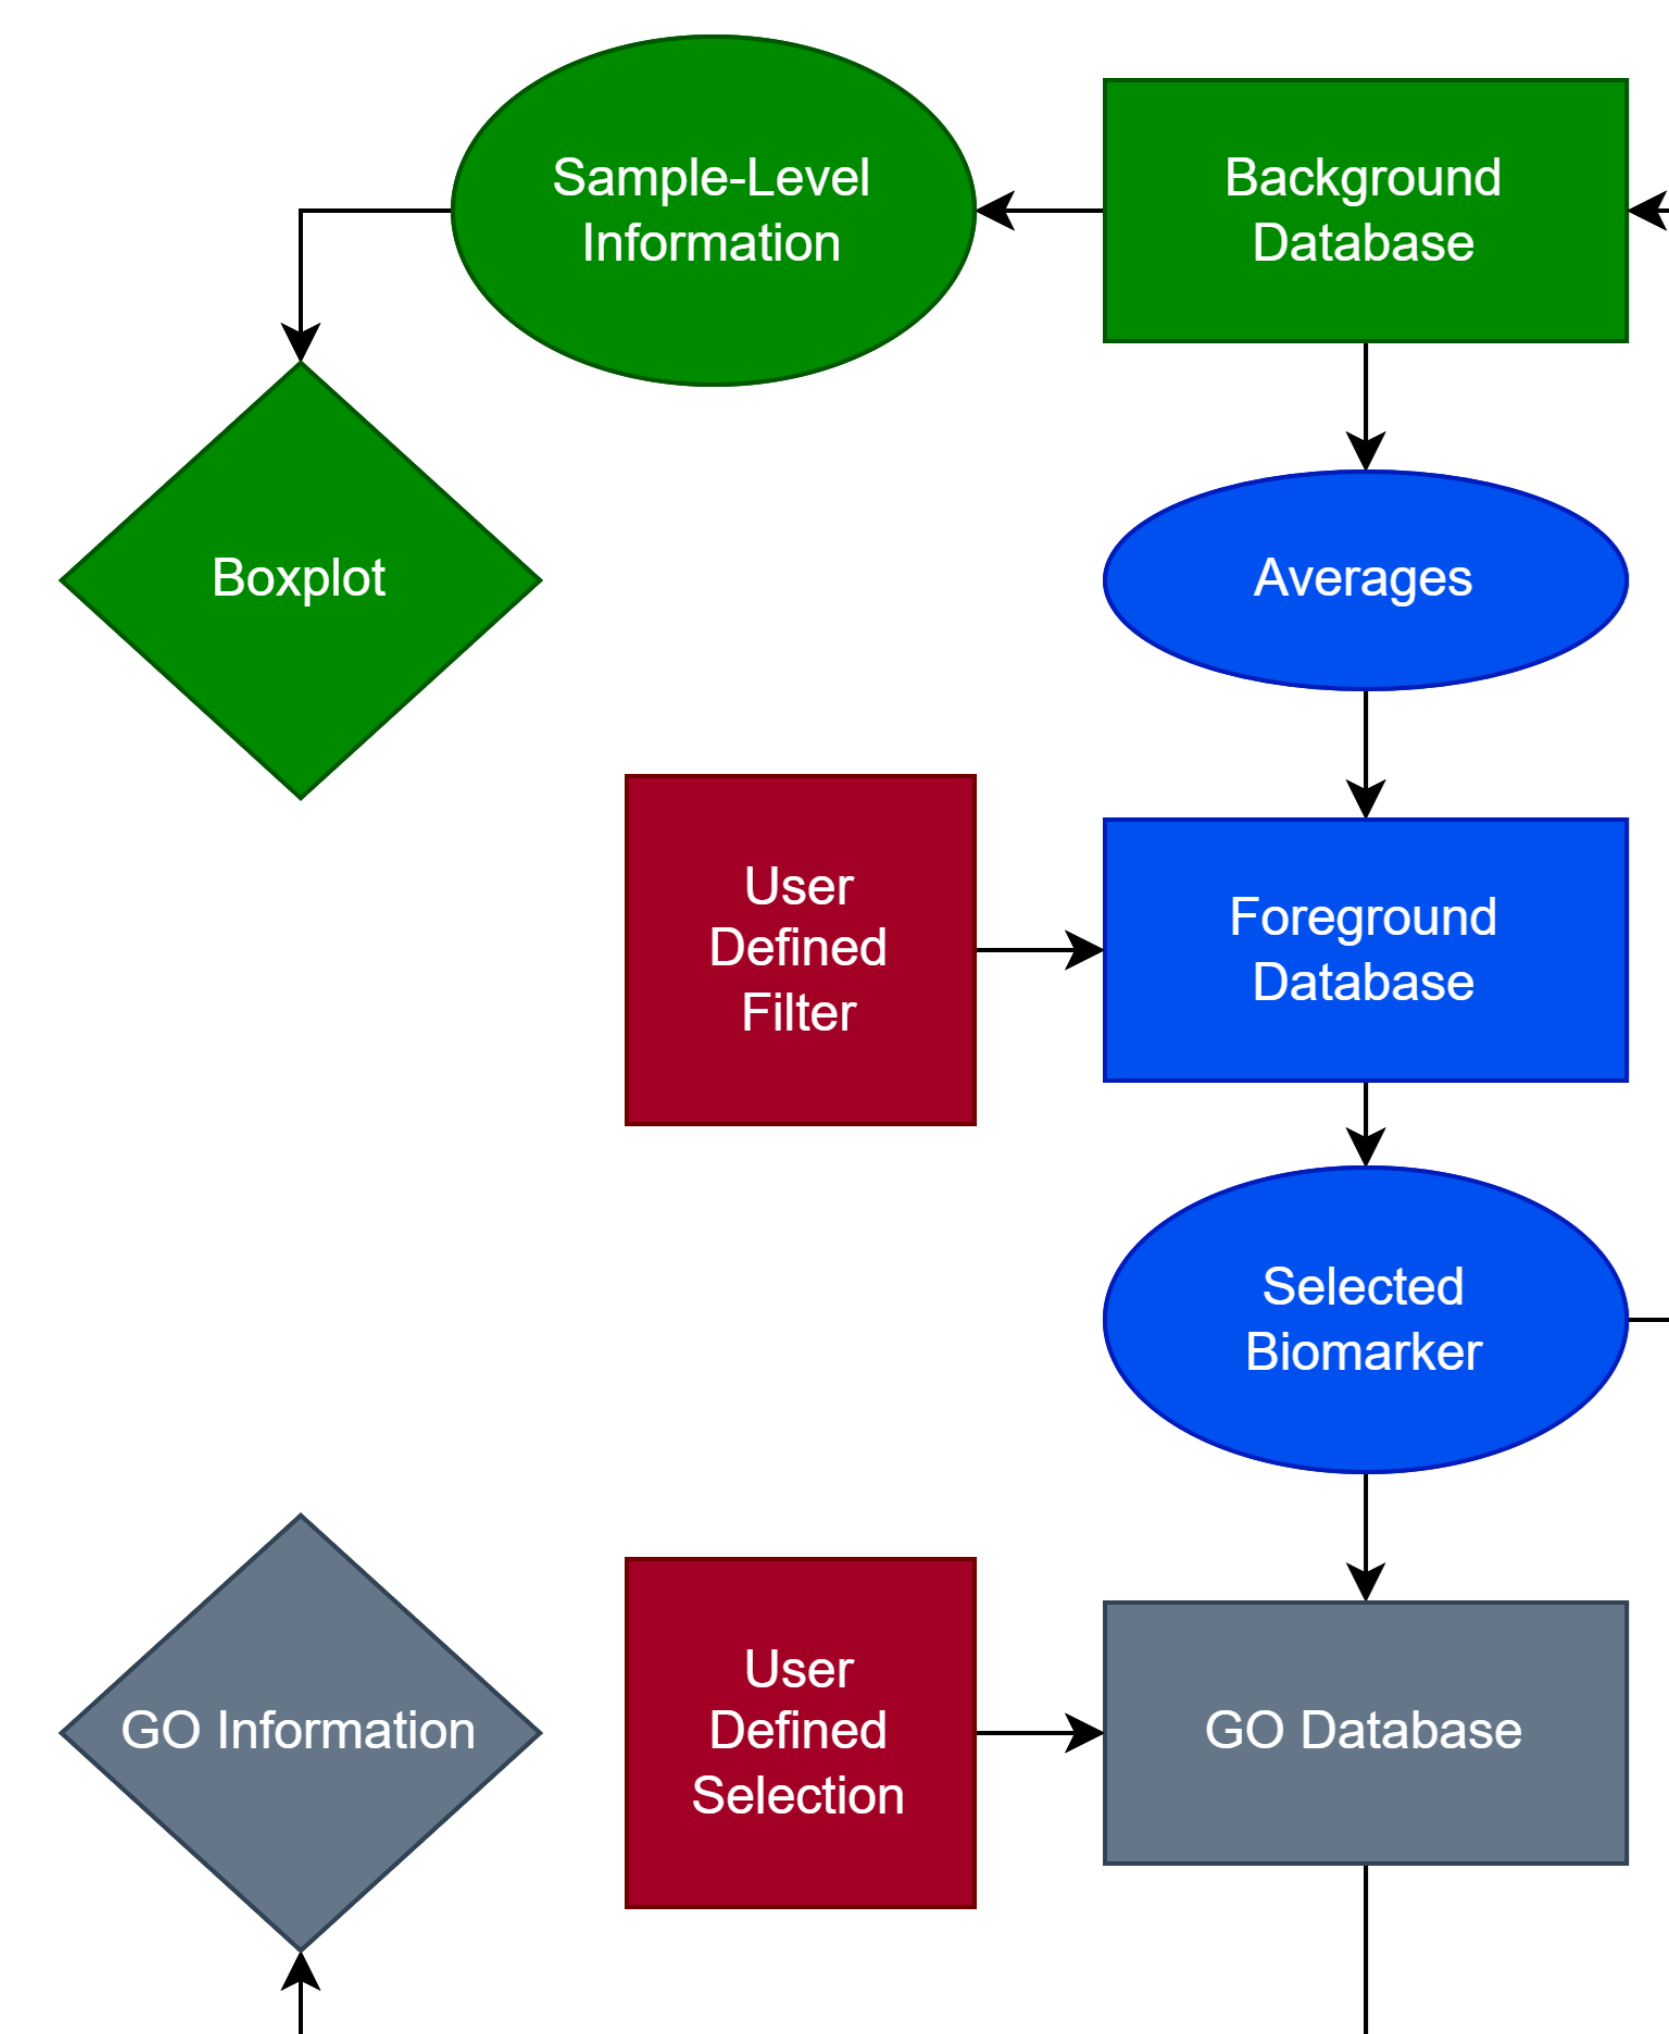 Sample-Level
Information
Background
Database
Boxplot
Averages
User
Defined
Filter
Foreground
Database
Selected
Biomarker
GO Information
User
Defined
Selection
GO Database